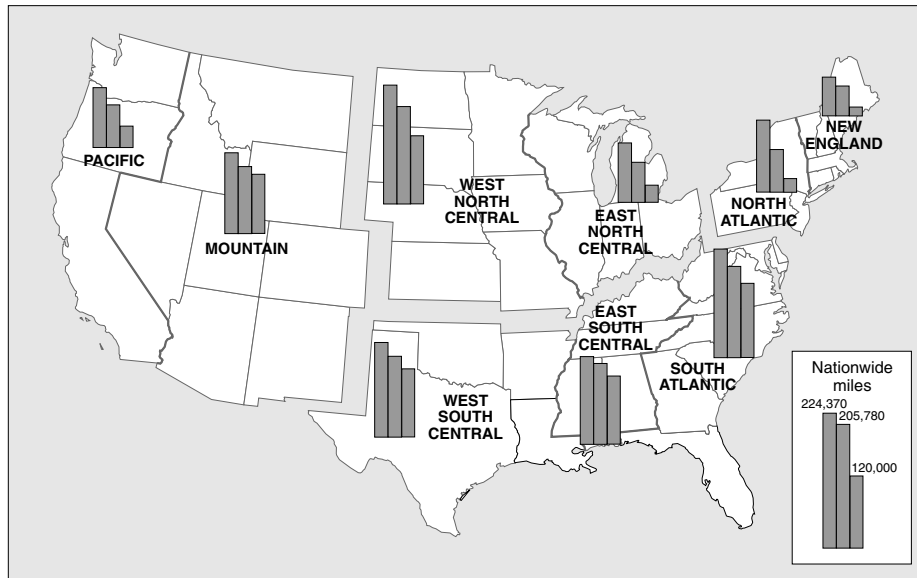 NEW
ENGLAND
PACIFIC
WEST
NORTH
CENTRAL
NORTH
ATLANTIC
EAST
NORTH
CENTRAL
MOUNTAIN
EAST
SOUTH
CENTRAL
SOUTH
ATLANTIC
WEST
SOUTH
CENTRAL
Nationwide
miles
224,370
205,780
120,000